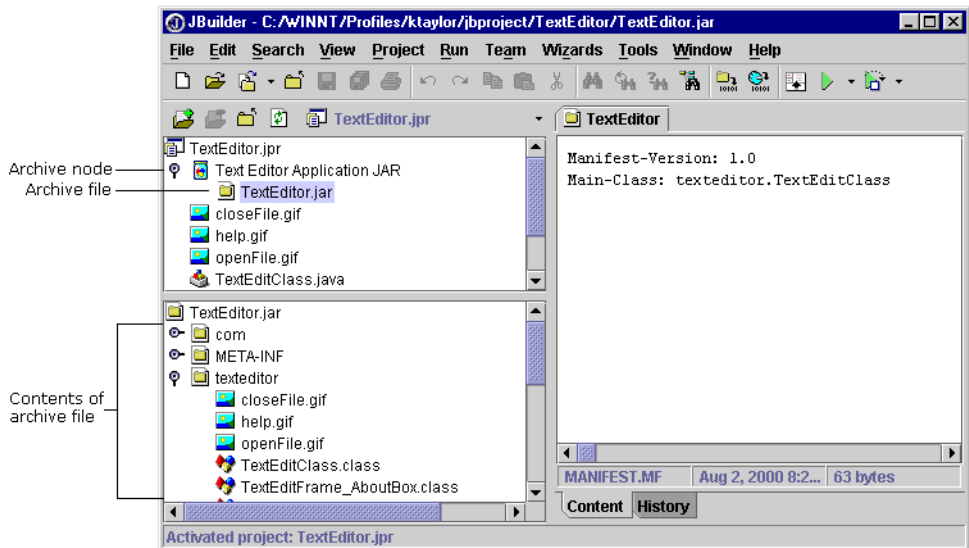 JBuilder - C:/WINNT/Profiles/ktaylor/jbproject/TextEditor/TextEditor.jar
File Edit Search View Project Run Team Wizards Tools Window Help
TextEditor.jpr
TextEditor.jpr
Archive node
Text Editor Application JAR
Archive file
TextEditor.jar
closeFile.gif
help.gif
openFile.gif
TextEditClass.java
TextEditor.jar
com
META-INF
texteditor
closeFile.gif
Contents of
archive file
help.gif
openFile.gif
TextEditClass.class
TextEditFrame_AboutBox.class
TextEditor
Manifest-Version: 1.0
Main-Class: texteditor.TextEditClass
MANIFEST.MF Aug 2, 2000 8:2... 63 bytes
Content History
Activated project: TextEditor.jpr